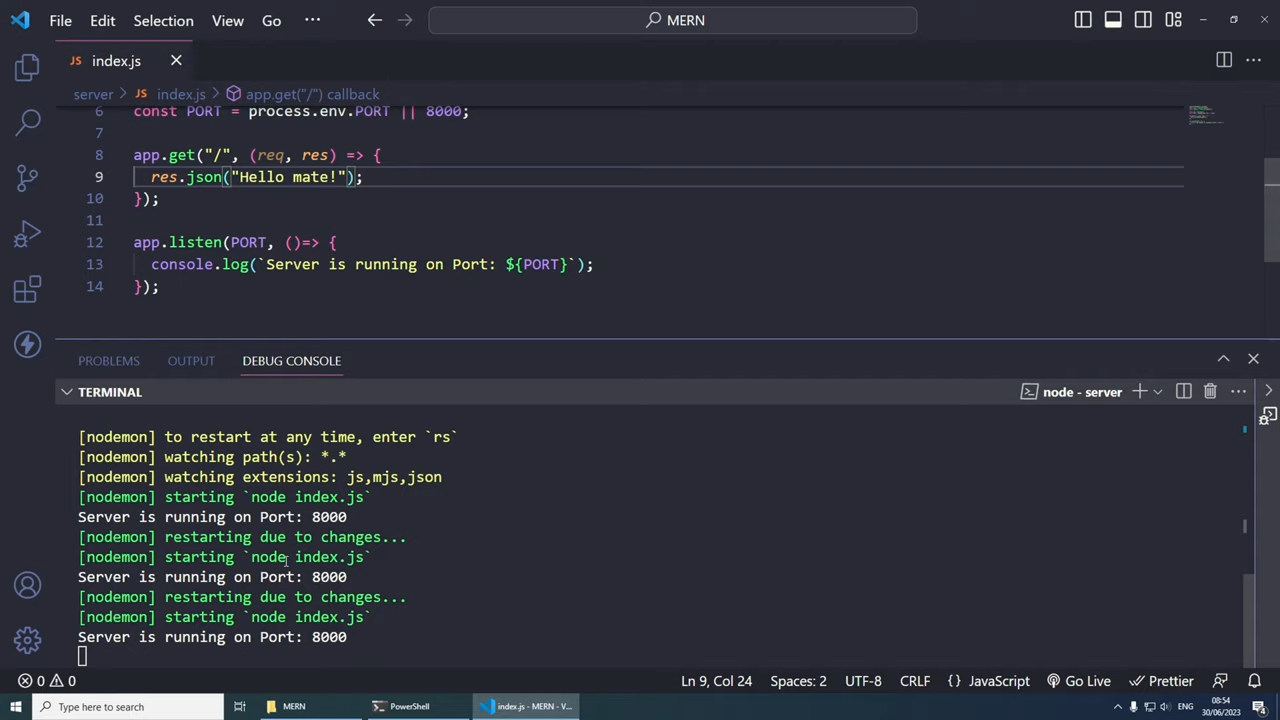 File Edit Selection View Go ··· MERN
JS index.js
server > JS index.js > app.get("/") callback
6 const PORT = process.env.PORT || 8000;
7
8 app.get("/", (req, res) => {
9 res.json("Hello mate!");
10 });
11
12 app.listen(PORT, ()=> {
13 console.log(`Server is running on Port: ${PORT}`);
14 });
PROBLEMS OUTPUT DEBUG CONSOLE
TERMINAL node - server
[nodemon] to restart at any time, enter `rs`
[nodemon] watching path(s): *.*
[nodemon] watching extensions: js,mjs,json
[nodemon] starting `node index.js`
Server is running on Port: 8000
[nodemon] restarting due to changes...
[nodemon] starting `node index.js`
Server is running on Port: 8000
[nodemon] restarting due to changes...
[nodemon] starting `node index.js`
Server is running on Port: 8000
0 0 Ln 9, Col 24 Spaces: 2 UTF-8 CRLF {} JavaScript Go Live Prettier
Type here to search MERN PowerShell index.js - MERN - V... 08:54
30/06/2023 4